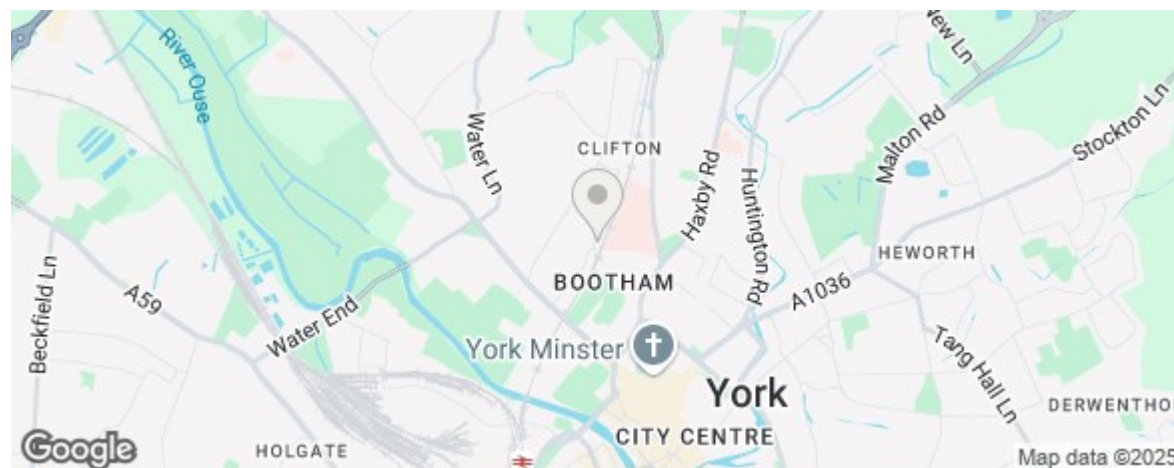 New Ln
River Ouse
Water Ln
CLIFTON
Haxby Rd
Huntington Rd
Malton Rd
Stockton Ln
HEWORTH
BOOTHAM
A1036
Beckfield Ln
A59
Water End
York Minster
York
Tang Hall Ln
DERWENTHO
CITY CENTRE
HOLGATE
Google
Map data ©2025